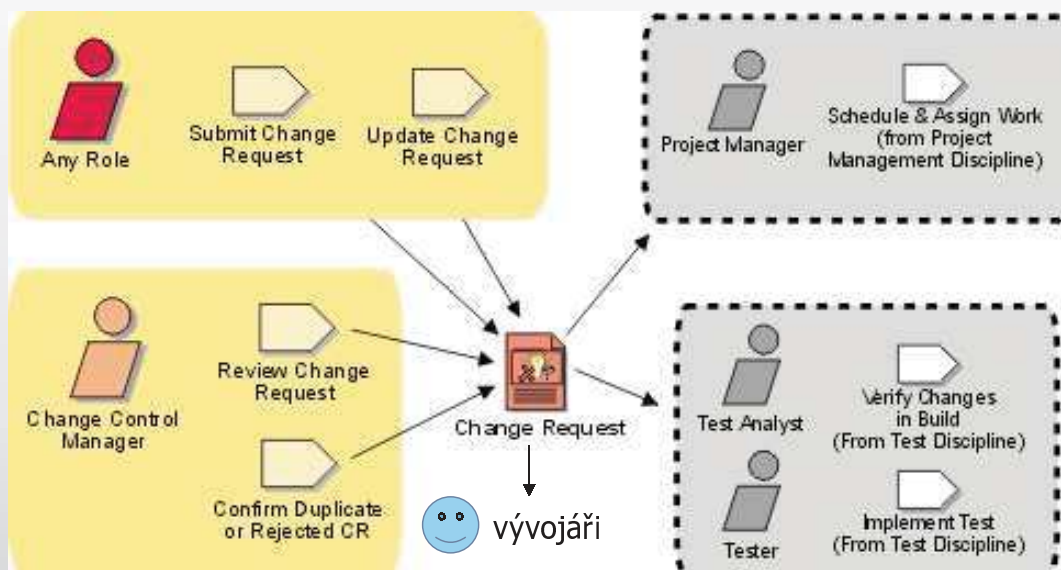 Any Role
Submit Change
Request
Update Change
Request
Project Manager
Schedule & Assign Work
(from Project
Management Discipline)
Change Control
Manager
Review Change
Request
Confirm Duplicate
or Rejected CR
Change Request
vývojáři
Test Analyst
Verify Changes
in Build
(From Test Discipline)
Tester
Implement Test
(From Test Discipline)